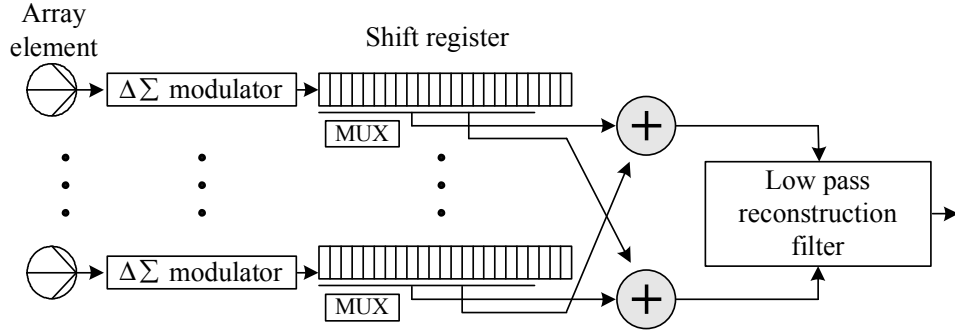 Array
element
Shift register
ΔΣ modulator
MUX
+
Low pass
reconstruction
filter
ΔΣ modulator
MUX
+